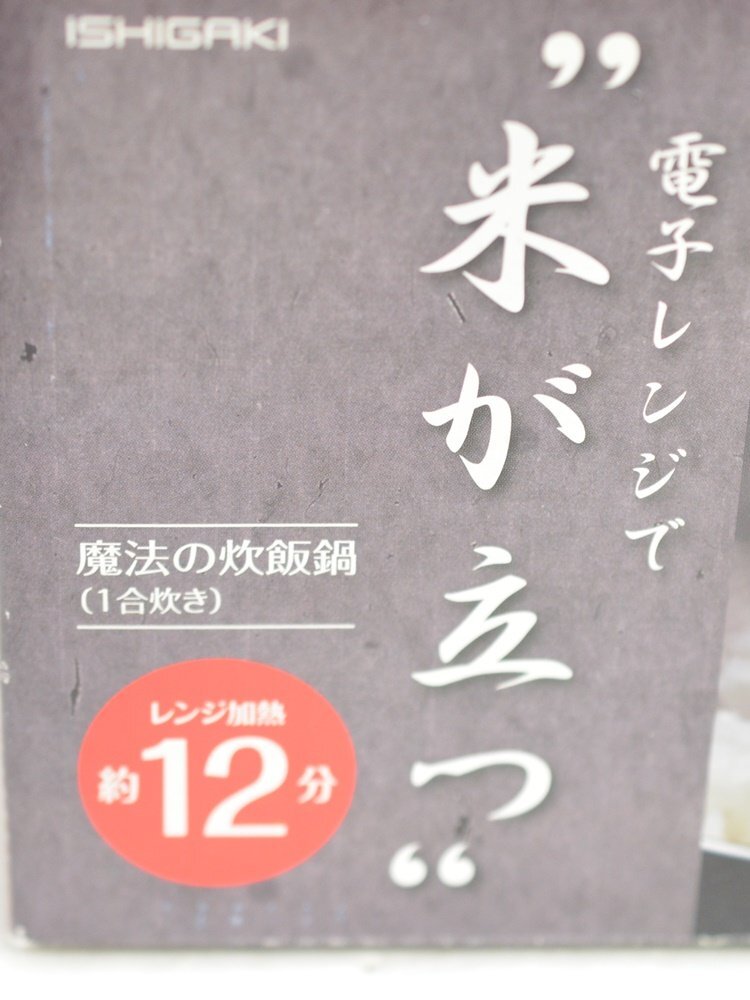 ISHIGAKI
電子レンジで
”米が立つ“
魔法の炊飯鍋
（1合炊き）
レンジ加熱
約12分